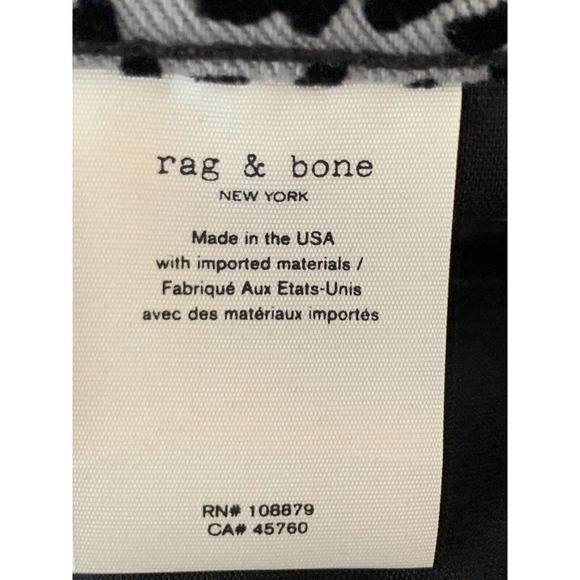 rag & bone
NEW YORK
Made in the USA
with imported materials /
Fabriqué Aux Etats-Unis
avec des matériaux importés
RN# 108879
CA# 45760